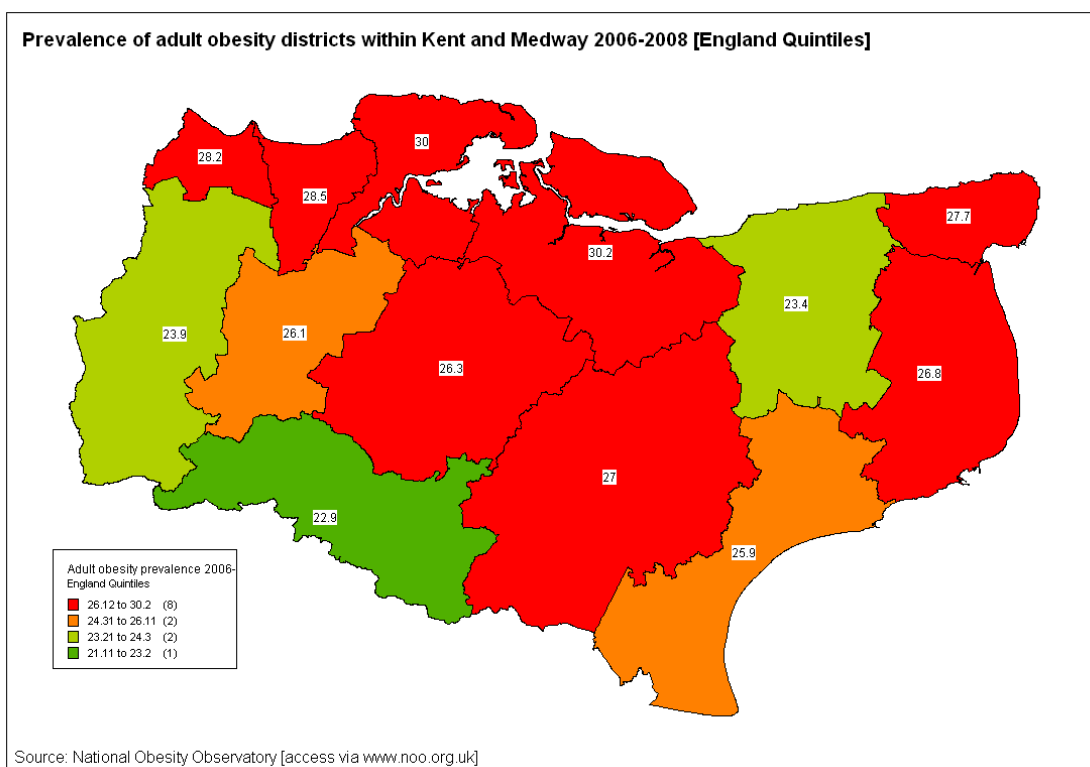 Prevalence of adult obesity districts within Kent and Medway 2006-2008 [England Quintiles]
30
28.2
28.5
27.7
30.2
23.4
23.9
26.1
26.3
26.8
27
22.9
25.9
Adult obesity prevalence 2006-
England Quintiles
26.12 to 30.2 (8)
24.31 to 26.11 (2)
23.21 to 24.3 (2)
21.11 to 23.2 (1)
Source: National Obesity Observatory [access via www.noo.org.uk]